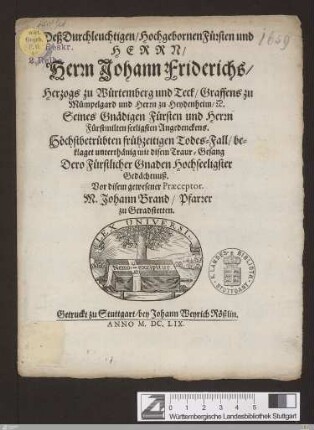 1659
Deß Durchleuchtigen / Hochgebornen Fürsten und
HERRN /
Herrn Johann Friderichs /
Herzogs zu Würtenberg und Teck / Graffens zu
Mümpelgard und Herrn zu Heydenheim / ꝛc.
Seines Gnädigen Fürsten und Herrn
Fürstmilten seeligsten Angedenckens.
Höchstbetrübten frühzeitigen Todes-Fall / be-
klaget unterthänig mit disem Traur-Gesang
Dero Fürstlicher Gnaden Hochseeligster
Gedächtnuß.
Vor disem gewesener Præceptor.
M. Johann Brand / Pfarrer
zu Geradstetten.
LEX UNIVERSI.
Getruckt zu Stuttgart / bey Johann Weyrich Rößlin.
ANNO M. DC. LIX.
Württembergische Landesbibliothek Stuttgart